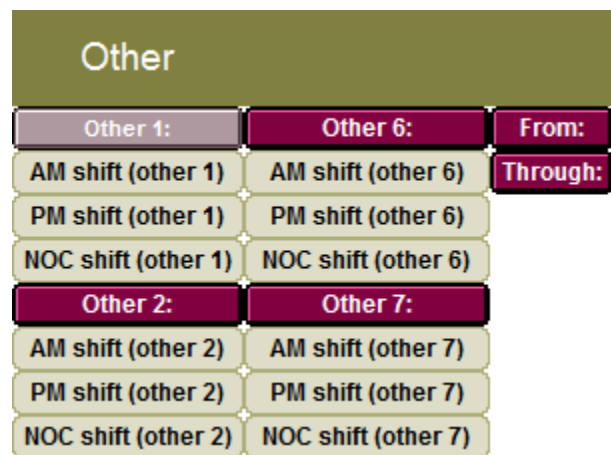 Other
Other 1: Other 6: From:
AM shift (other 1) AM shift (other 6) Through:
PM shift (other 1) PM shift (other 6)
NOC shift (other 1) NOC shift (other 6)
Other 2: Other 7:
AM shift (other 2) AM shift (other 7)
PM shift (other 2) PM shift (other 7)
NOC shift (other 2) NOC shift (other 7)